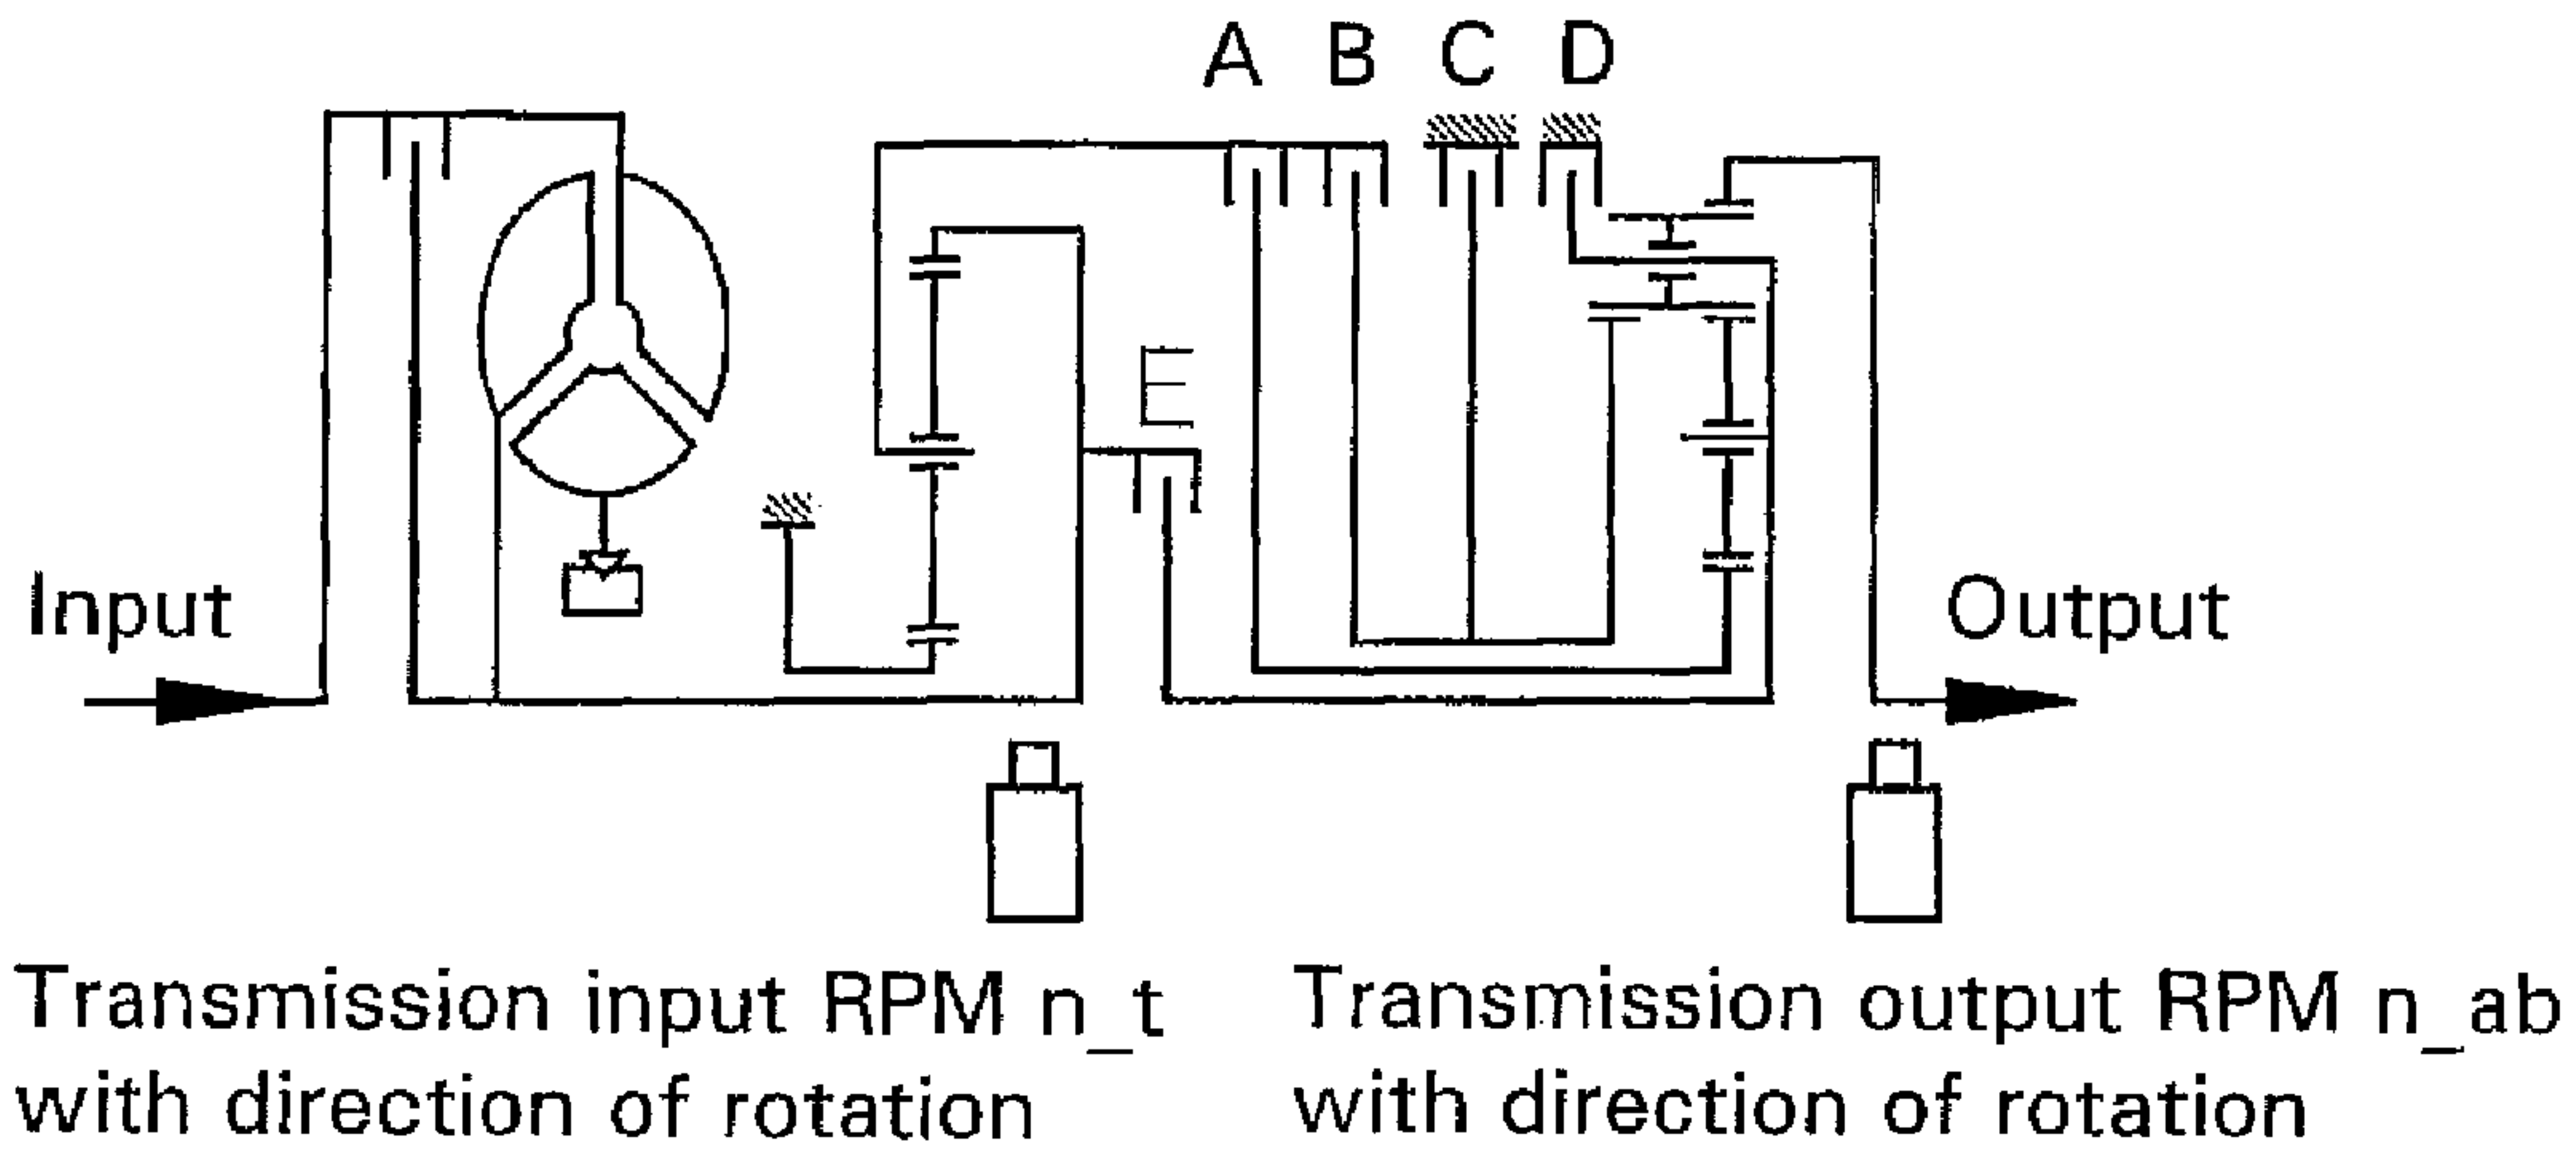 A B C D
E
Input
Output
Transmission input RPM n_t
with direction of rotation
Transmission output RPM n_ab
with direction of rotation